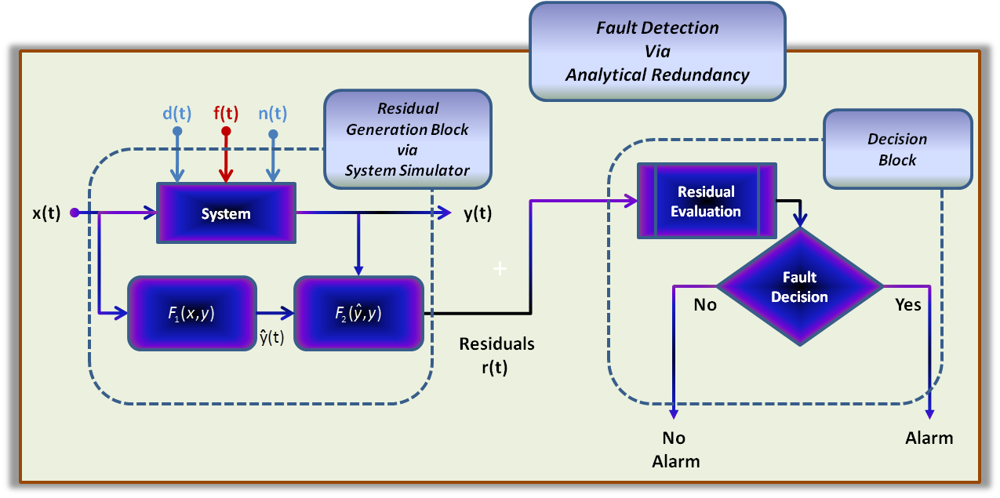 Fault Detection
Via
Analytical Redundancy
Residual
Generation Block
via
System Simulator
Decision
Block
d(t)
f(t)
n(t)
x(t)
System
y(t)
F₁(x,y)
ŷ(t)
F₂(ŷ,y)
+
Residuals
r(t)
Residual
Evaluation
Fault
Decision
No
Yes
No
Alarm
Alarm